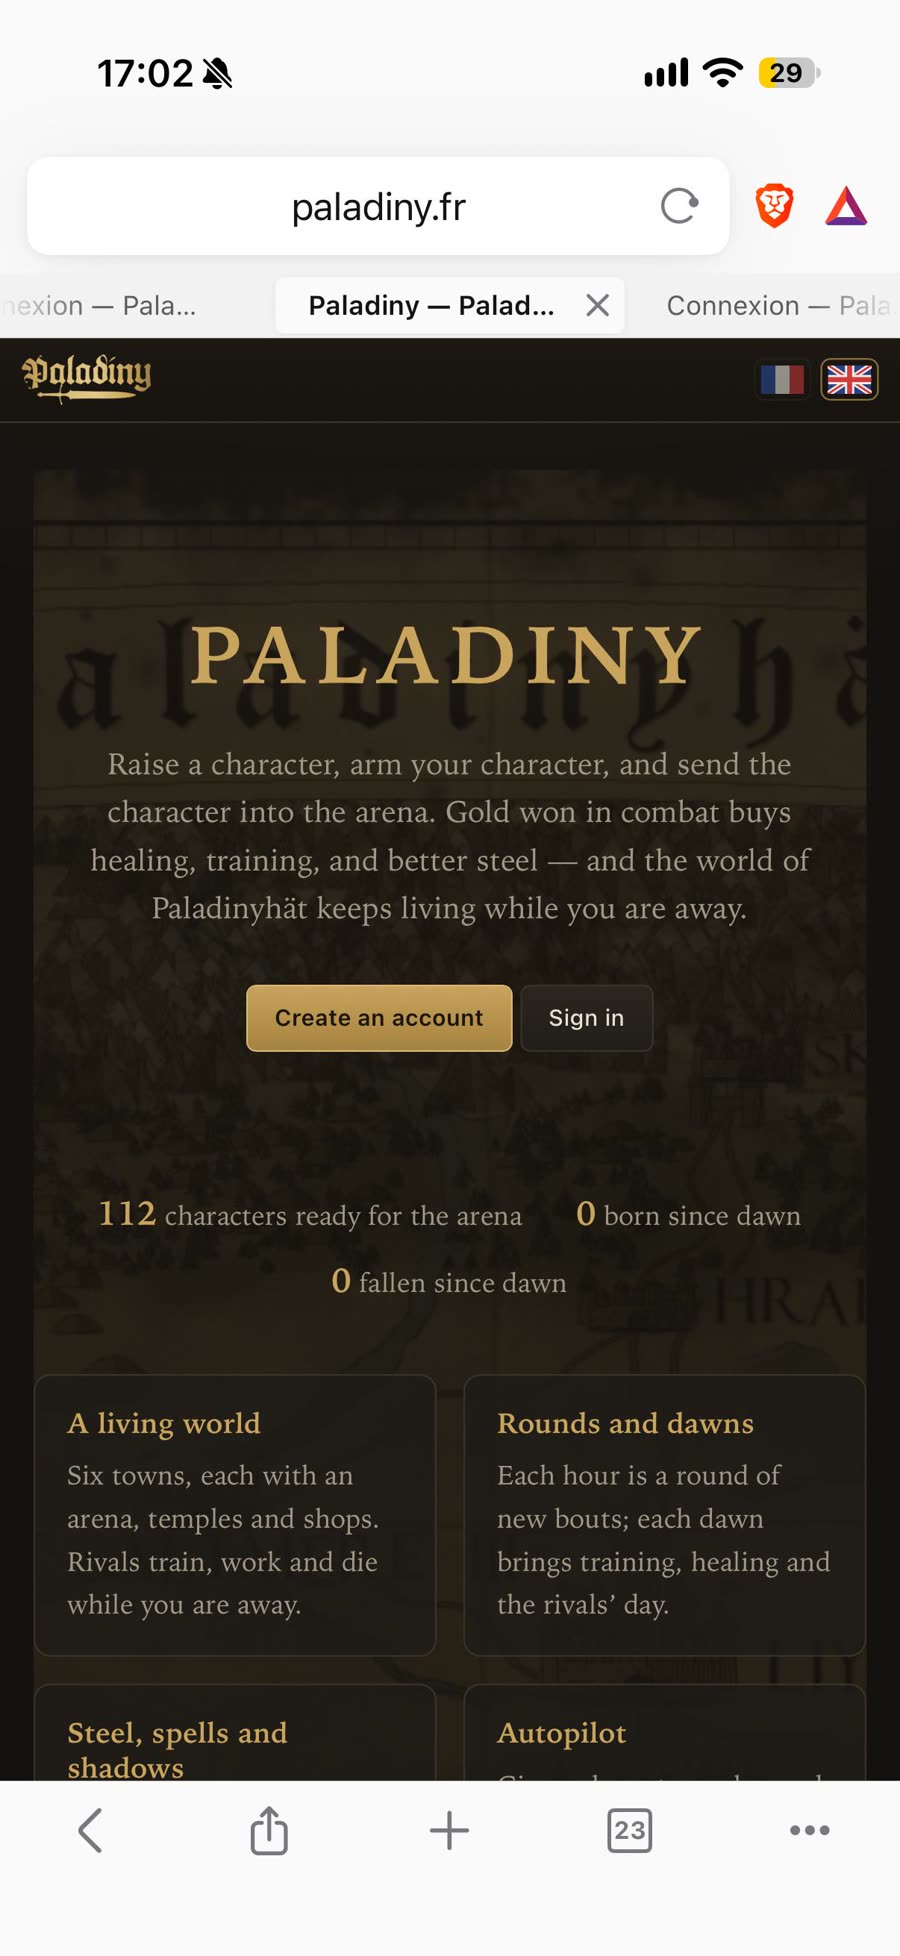 17:02
29
paladiny.fr
nexion — Pala...
Paladiny — Palad...
Connexion — Pala
Paladiny
PALADINY
Raise a character, arm your character, and send the
character into the arena. Gold won in combat buys
healing, training, and better steel — and the world of
Paladinyhät keeps living while you are away.
Create an account
Sign in
112 characters ready for the arena
0 born since dawn
0 fallen since dawn
A living world
Six towns, each with an
arena, temples and shops.
Rivals train, work and die
while you are away.
Rounds and dawns
Each hour is a round of
new bouts; each dawn
brings training, healing and
the rivals’ day.
Steel, spells and
shadows
Autopilot
23